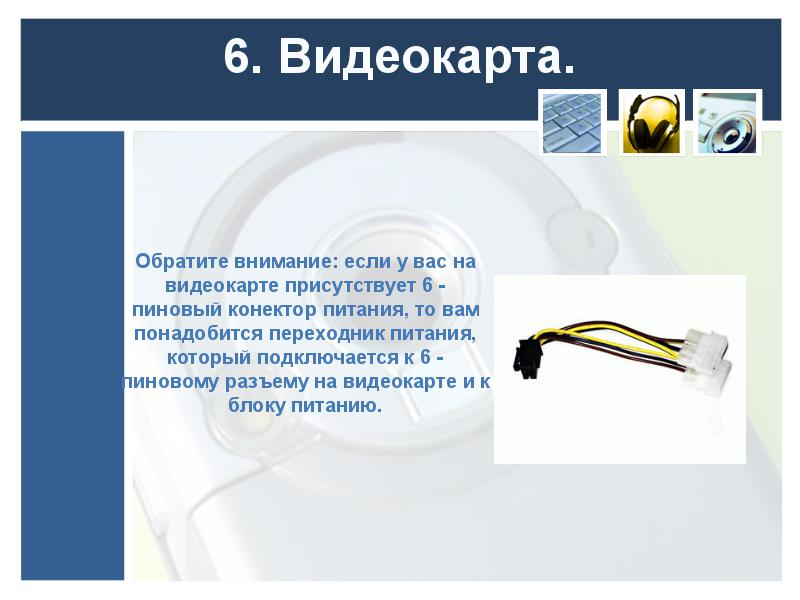 6. Видеокарта.
Обратите внимание: если у вас на
видеокарте присутствует 6 -
пиновый конектор питания, то вам
понадобится переходник питания,
который подключается к 6 -
пиновому разъему на видеокарте и к
блоку питанию.